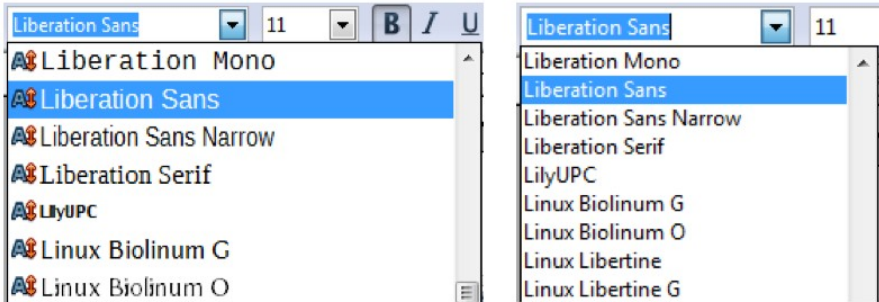 Liberation Sans 11 B I U
Liberation Mono
Liberation Sans
Liberation Sans Narrow
Liberation Serif
LilyUPC
Linux Biolinum G
Linux Biolinum O
Liberation Sans 11
Liberation Mono
Liberation Sans
Liberation Sans Narrow
Liberation Serif
LilyUPC
Linux Biolinum G
Linux Biolinum O
Linux Libertine
Linux Libertine G